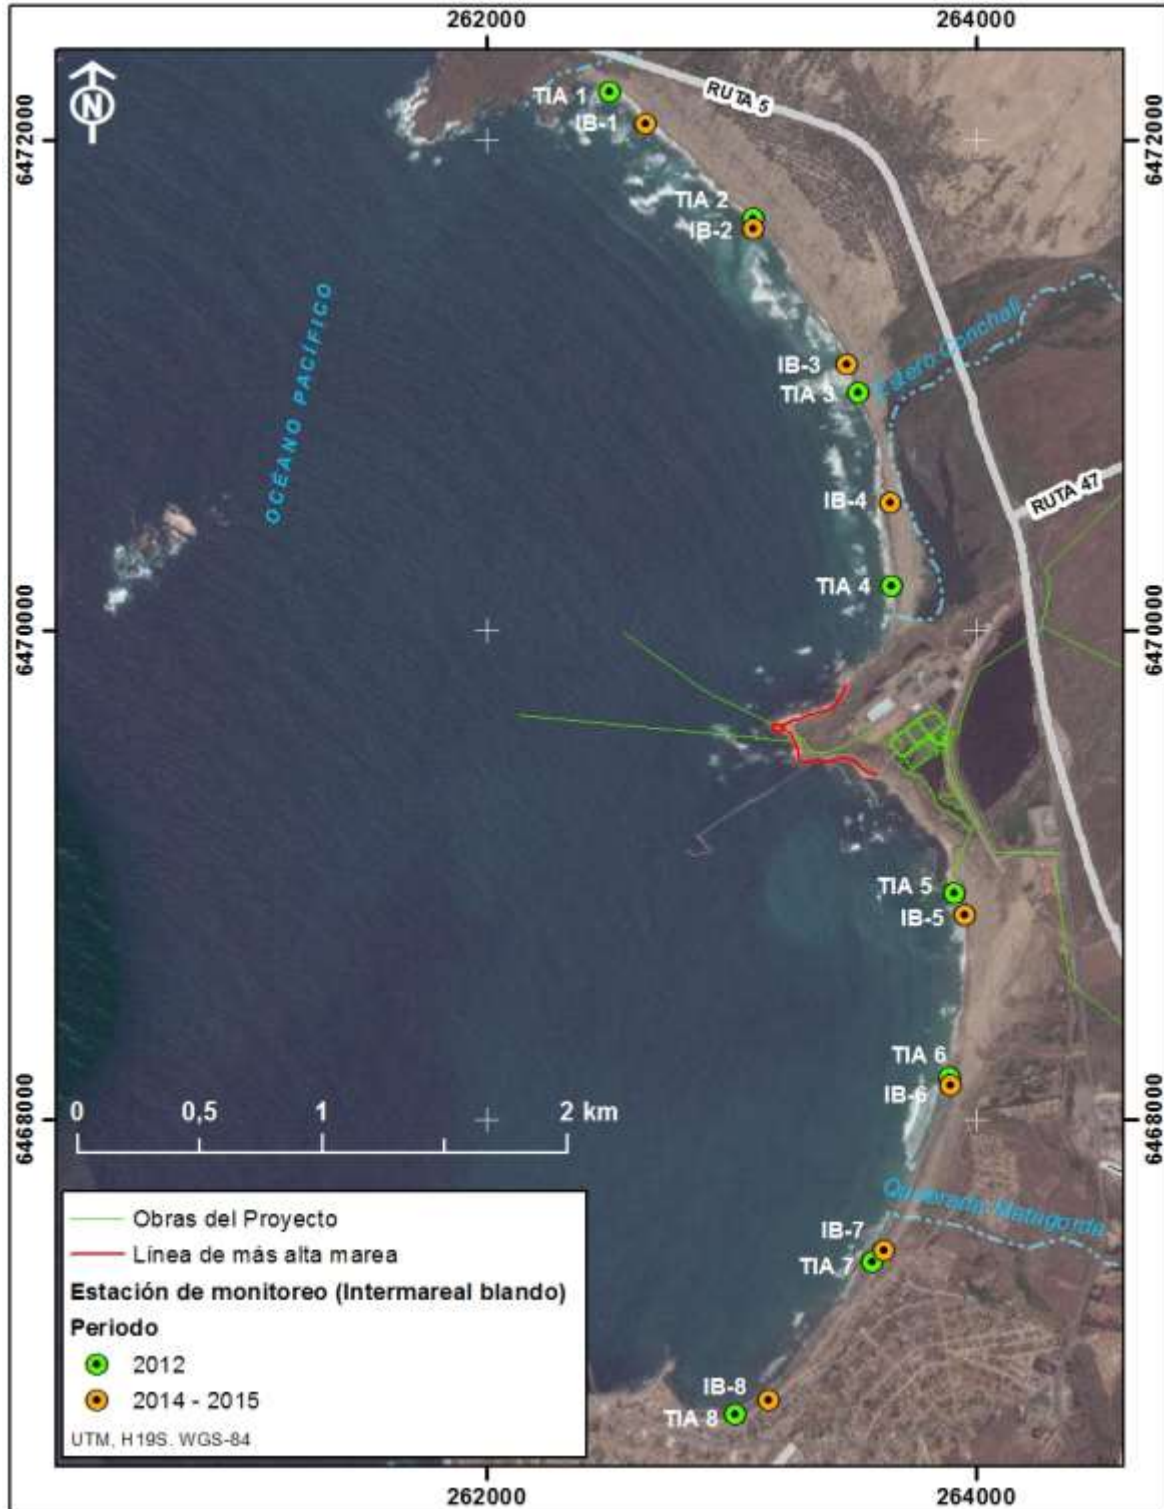 262000
264000
N
6472000
6472000
RUTA 5
TIA 1
IB-1
TIA 2
IB-2
OCÉANO PACÍFICO
Estero Conchalí
IB-3
TIA 3
RUTA 47
IB-4
TIA 4
6470000
6470000
TIA 5
IB-5
TIA 6
IB-6
6468000
6468000
0 0,5 1 2 km
Quebrada Matagorda
IB-7
TIA 7
IB-8
TIA 8
Obras del Proyecto
Línea de más alta marea
Estación de monitoreo (Intermareal blando)
Periodo
2012
2014 - 2015
UTM, H19S. WGS-84
262000
264000